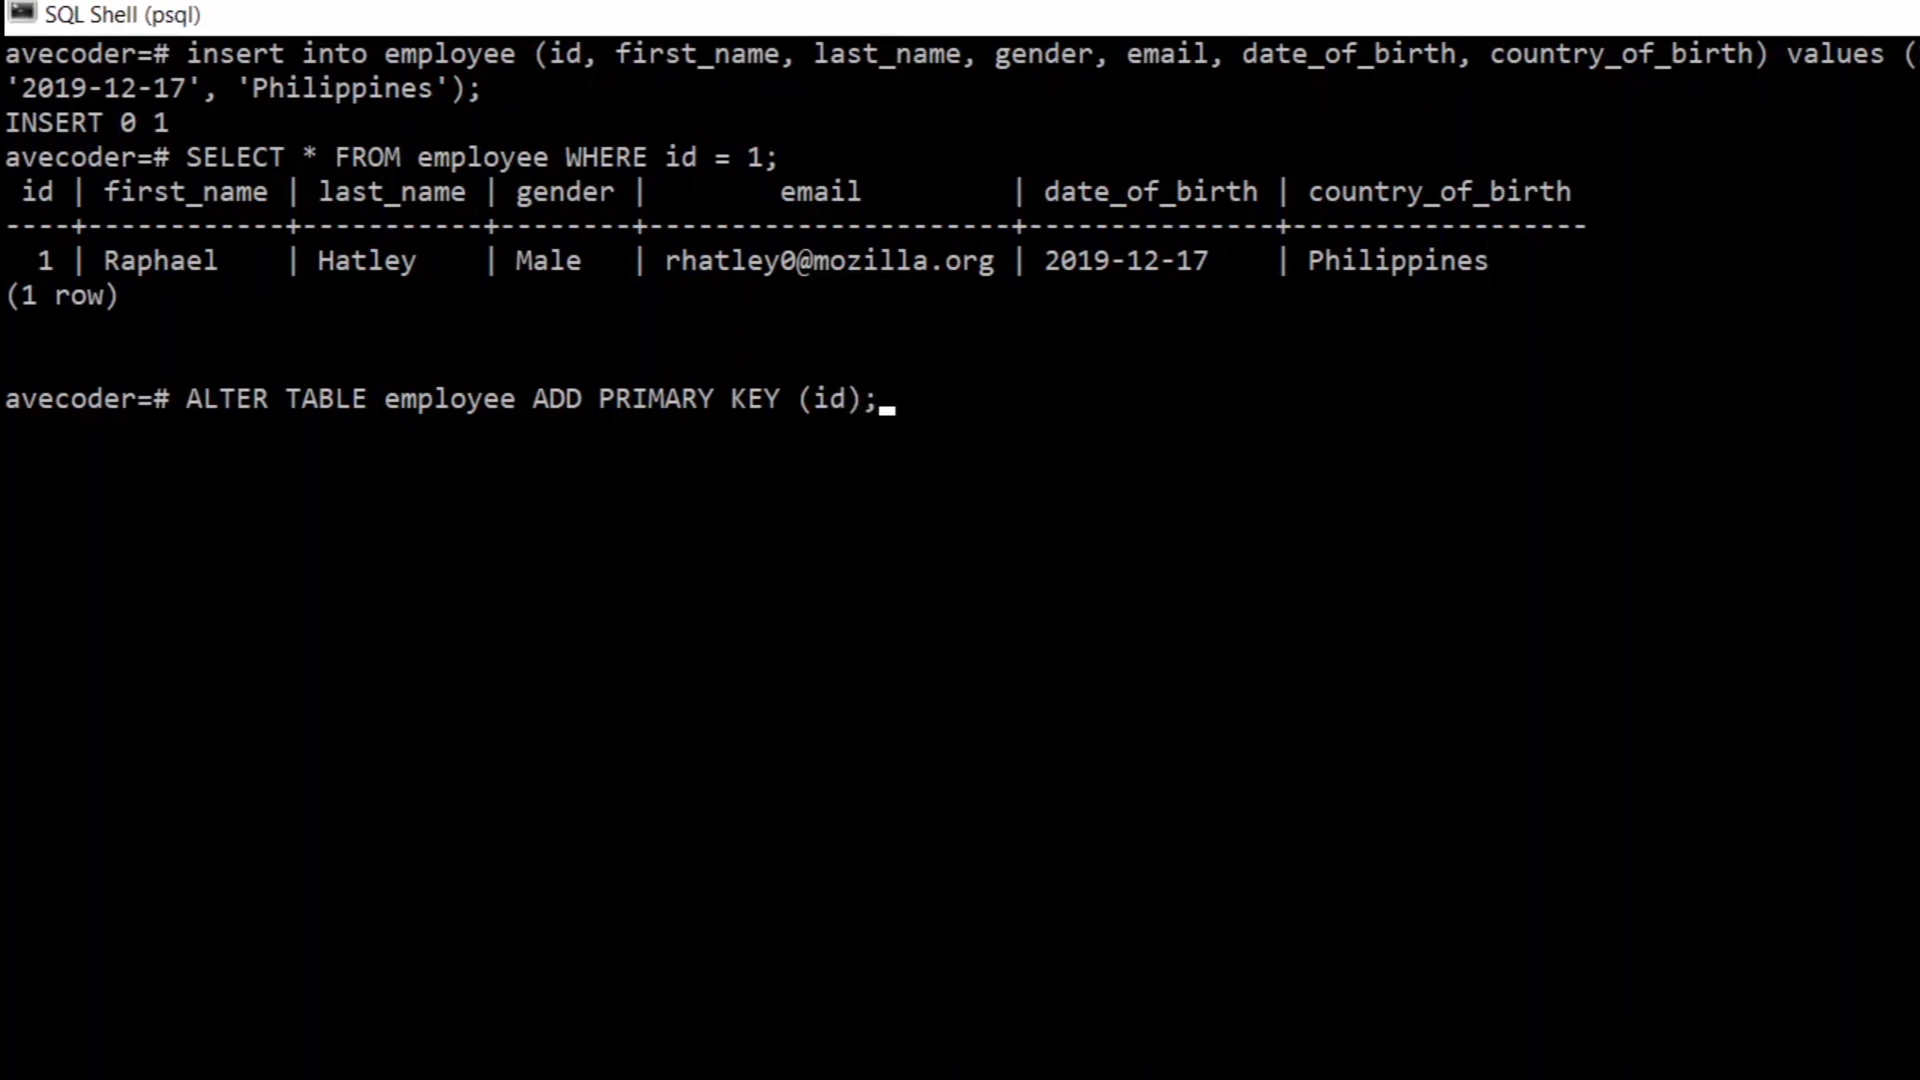 SQL Shell (psql)
avecoder=# insert into employee (id, first_name, last_name, gender, email, date_of_birth, country_of_birth) values (
'2019-12-17', 'Philippines');
INSERT 0 1
avecoder=# SELECT * FROM employee WHERE id = 1;
 id | first_name | last_name | gender |        email         | date_of_birth | country_of_birth
----+------------+-----------+--------+----------------------+---------------+------------------
  1 | Raphael    | Hatley    | Male   | rhatley0@mozilla.org | 2019-12-17    | Philippines
(1 row)
avecoder=# ALTER TABLE employee ADD PRIMARY KEY (id);